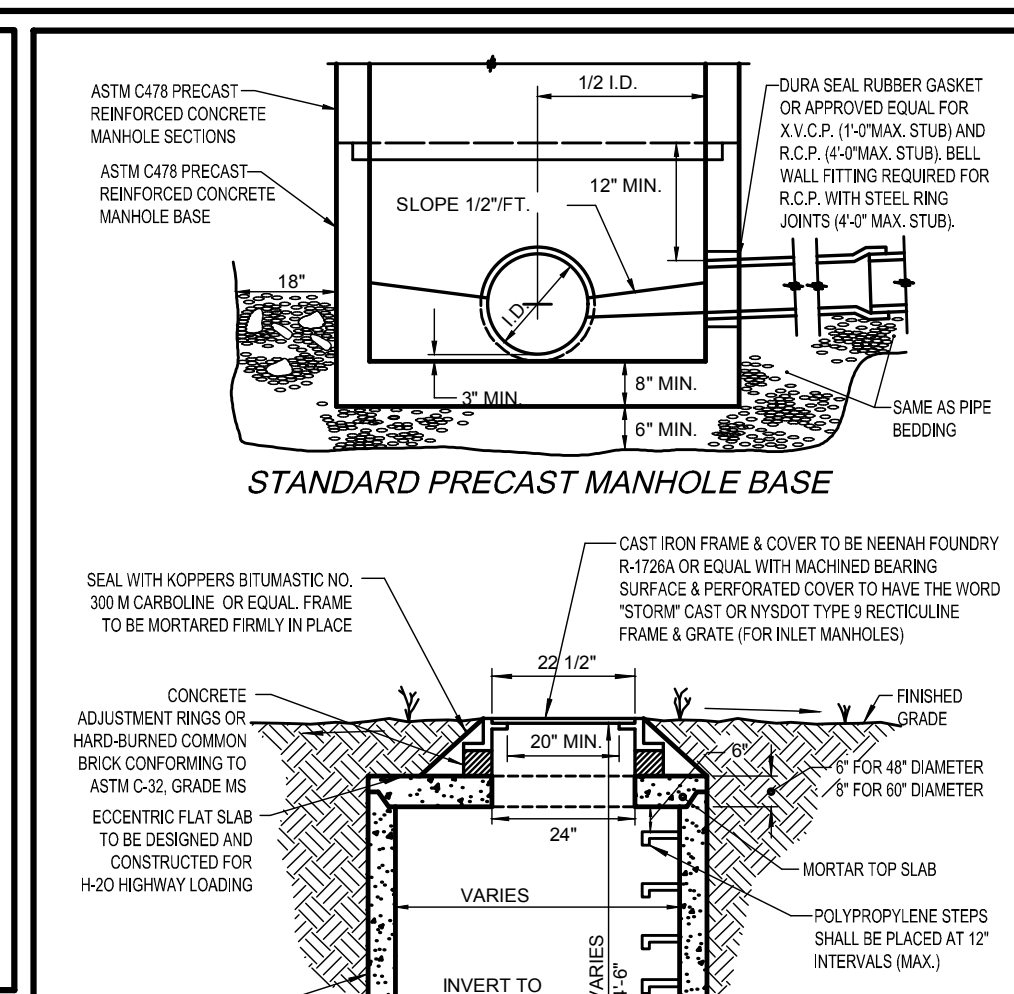 ASTM C478 PRECAST
REINFORCED CONCRETE
MANHOLE SECTIONS
ASTM C478 PRECAST
REINFORCED CONCRETE
MANHOLE BASE
1/2 I.D.
DURA SEAL RUBBER GASKET
OR APPROVED EQUAL FOR
X.V.C.P. (1'-0"MAX. STUB) AND
R.C.P. (4'-0"MAX. STUB). BELL
WALL FITTING REQUIRED FOR
R.C.P. WITH STEEL RING
JOINTS (4'-0" MAX. STUB).
12" MIN.
SLOPE 1/2"/FT.
18"
I.D.
3" MIN.
8" MIN.
6" MIN.
SAME AS PIPE
BEDDING
STANDARD PRECAST MANHOLE BASE
CAST IRON FRAME & COVER TO BE NEENAH FOUNDRY
R-1726A OR EQUAL WITH MACHINED BEARING
SURFACE & PERFORATED COVER TO HAVE THE WORD
"STORM" CAST OR NYSDOT TYPE 9 RECTICULINE
FRAME & GRATE (FOR INLET MANHOLES)
SEAL WITH KOPPERS BITUMASTIC NO.
300 M CARBOLINE OR EQUAL. FRAME
TO BE MORTARED FIRMLY IN PLACE
22 1/2"
CONCRETE
ADJUSTMENT RINGS OR
HARD-BURNED COMMON
BRICK CONFORMING TO
ASTM C-32, GRADE MS
FINISHED
GRADE
20" MIN.
6"
6" FOR 48" DIAMETER
8" FOR 60" DIAMETER
ECCENTRIC FLAT SLAB
TO BE DESIGNED AND
CONSTRUCTED FOR
H-2O HIGHWAY LOADING
24"
MORTAR TOP SLAB
VARIES
POLYPROPYLENE STEPS
SHALL BE PLACED AT 12"
INTERVALS (MAX.)
VARIES
INVERT TO